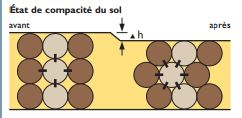 État de compacité du sol
avant
après
h